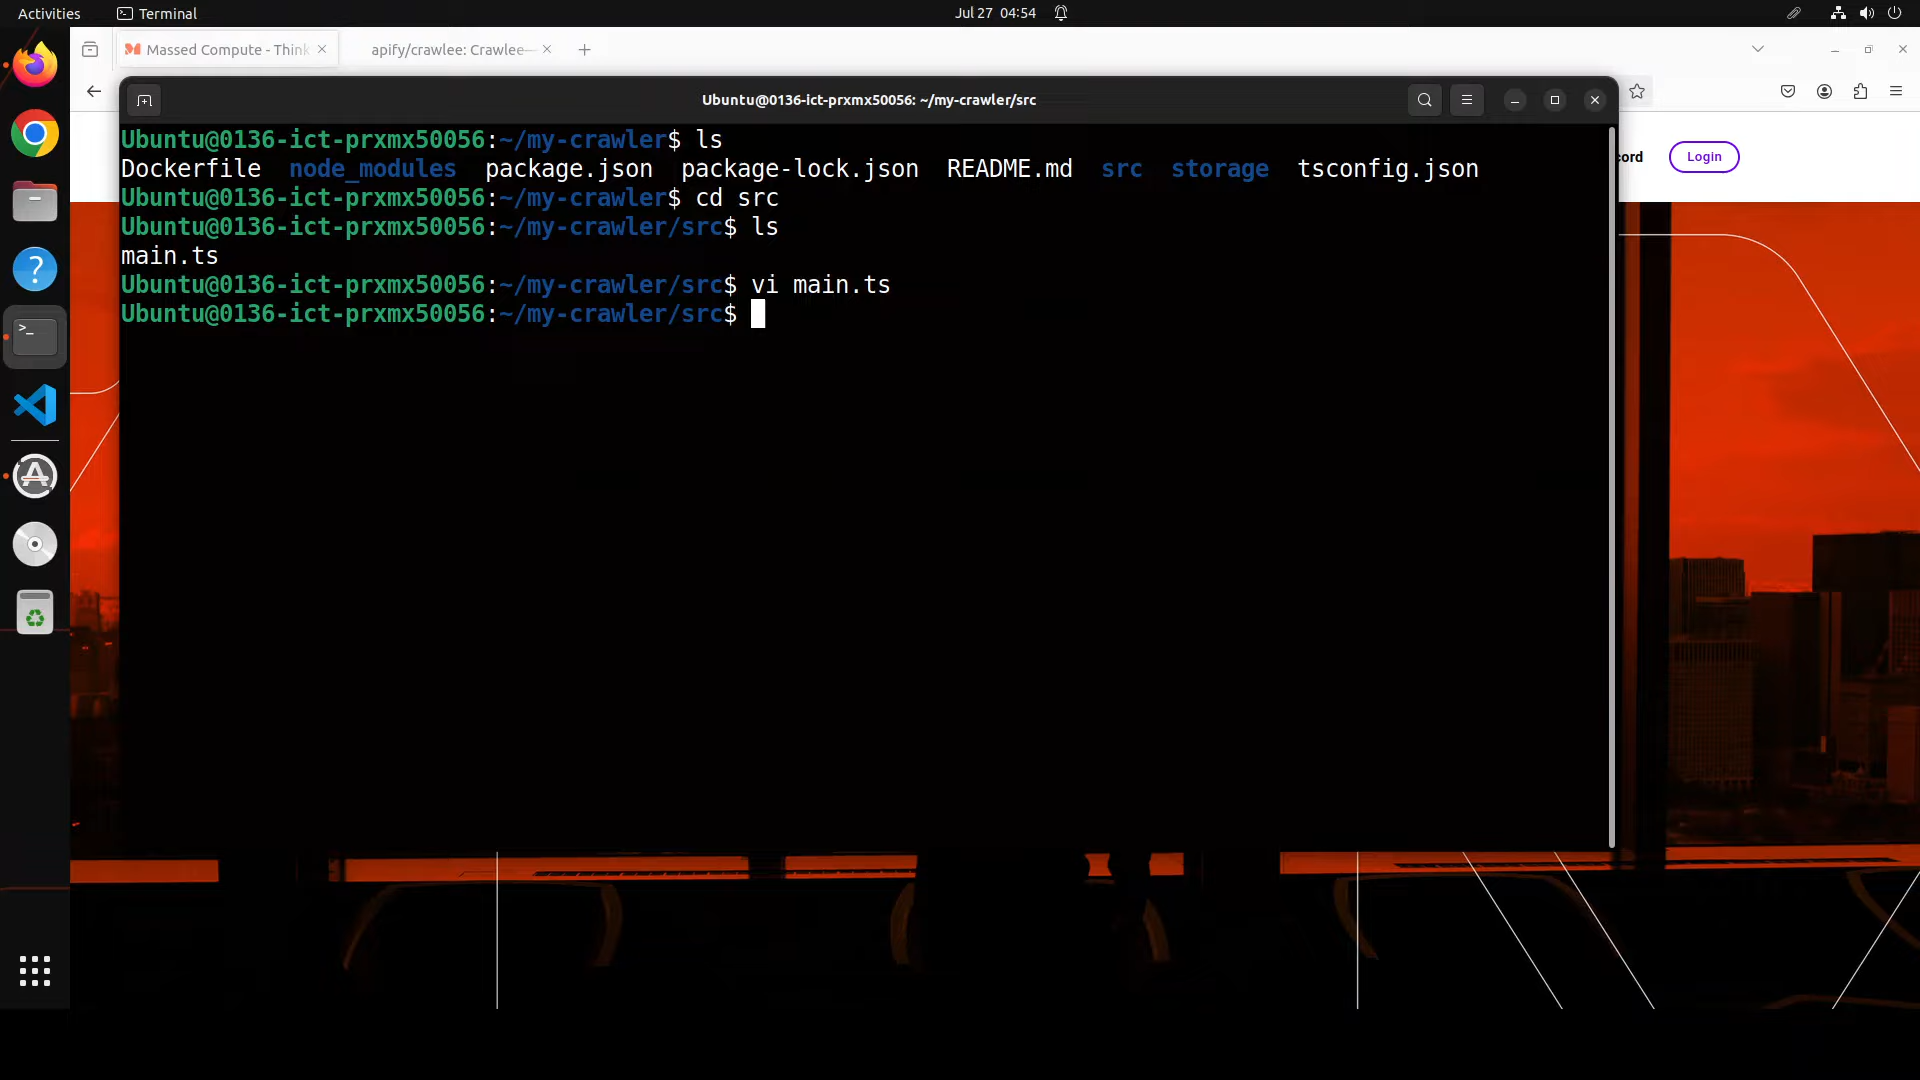 Activities
Terminal
Jul 27 04:54
Massed Compute - Think
apify/crawlee: Crawlee—
Ubuntu@0136-ict-prxmx50056: ~/my-crawler/src
Ubuntu@0136-ict-prxmx50056:~/my-crawler$ ls
Dockerfile node_modules package.json package-lock.json README.md src storage tsconfig.json
Ubuntu@0136-ict-prxmx50056:~/my-crawler$ cd src
Ubuntu@0136-ict-prxmx50056:~/my-crawler/src$ ls
main.ts
Ubuntu@0136-ict-prxmx50056:~/my-crawler/src$ vi main.ts
Ubuntu@0136-ict-prxmx50056:~/my-crawler/src$
cord
Login